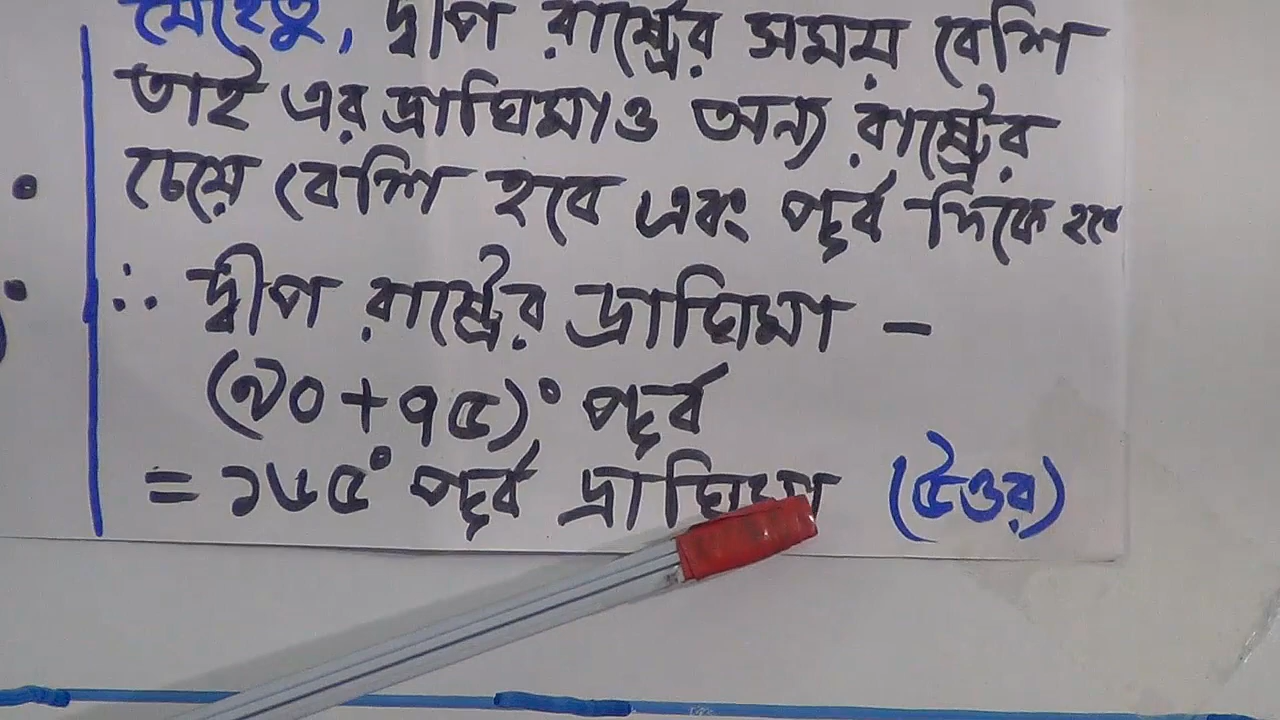 যেহেতু, দ্বীপ রাষ্ট্রের সময় বেশি
তাই এর দ্রাঘিমাও অন্য রাষ্ট্রের
চেয়ে বেশি হবে এবং পূর্ব দিকে হবে
∴ দ্বীপ রাষ্ট্রের দ্রাঘিমা -
(৯০+৭৫)° পূর্ব
= ১৬৫° পূর্ব দ্রাঘিমা (উত্তর)